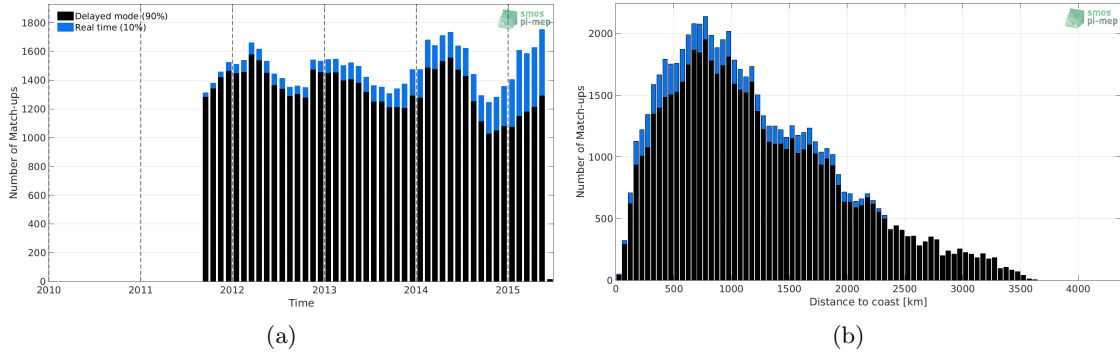 Delayed mode (90%)
Real time (10%)
smos
pi-mep
Number of Match-ups
1800
1600
1400
1200
1000
800
600
400
200
0
2010
2011
2012
2013
2014
2015
Time
(a)
smos
pi-mep
Number of Match-ups
2000
1500
1000
500
0
0
500
1000
1500
2000
2500
3000
3500
4000
Distance to coast [km]
(b)